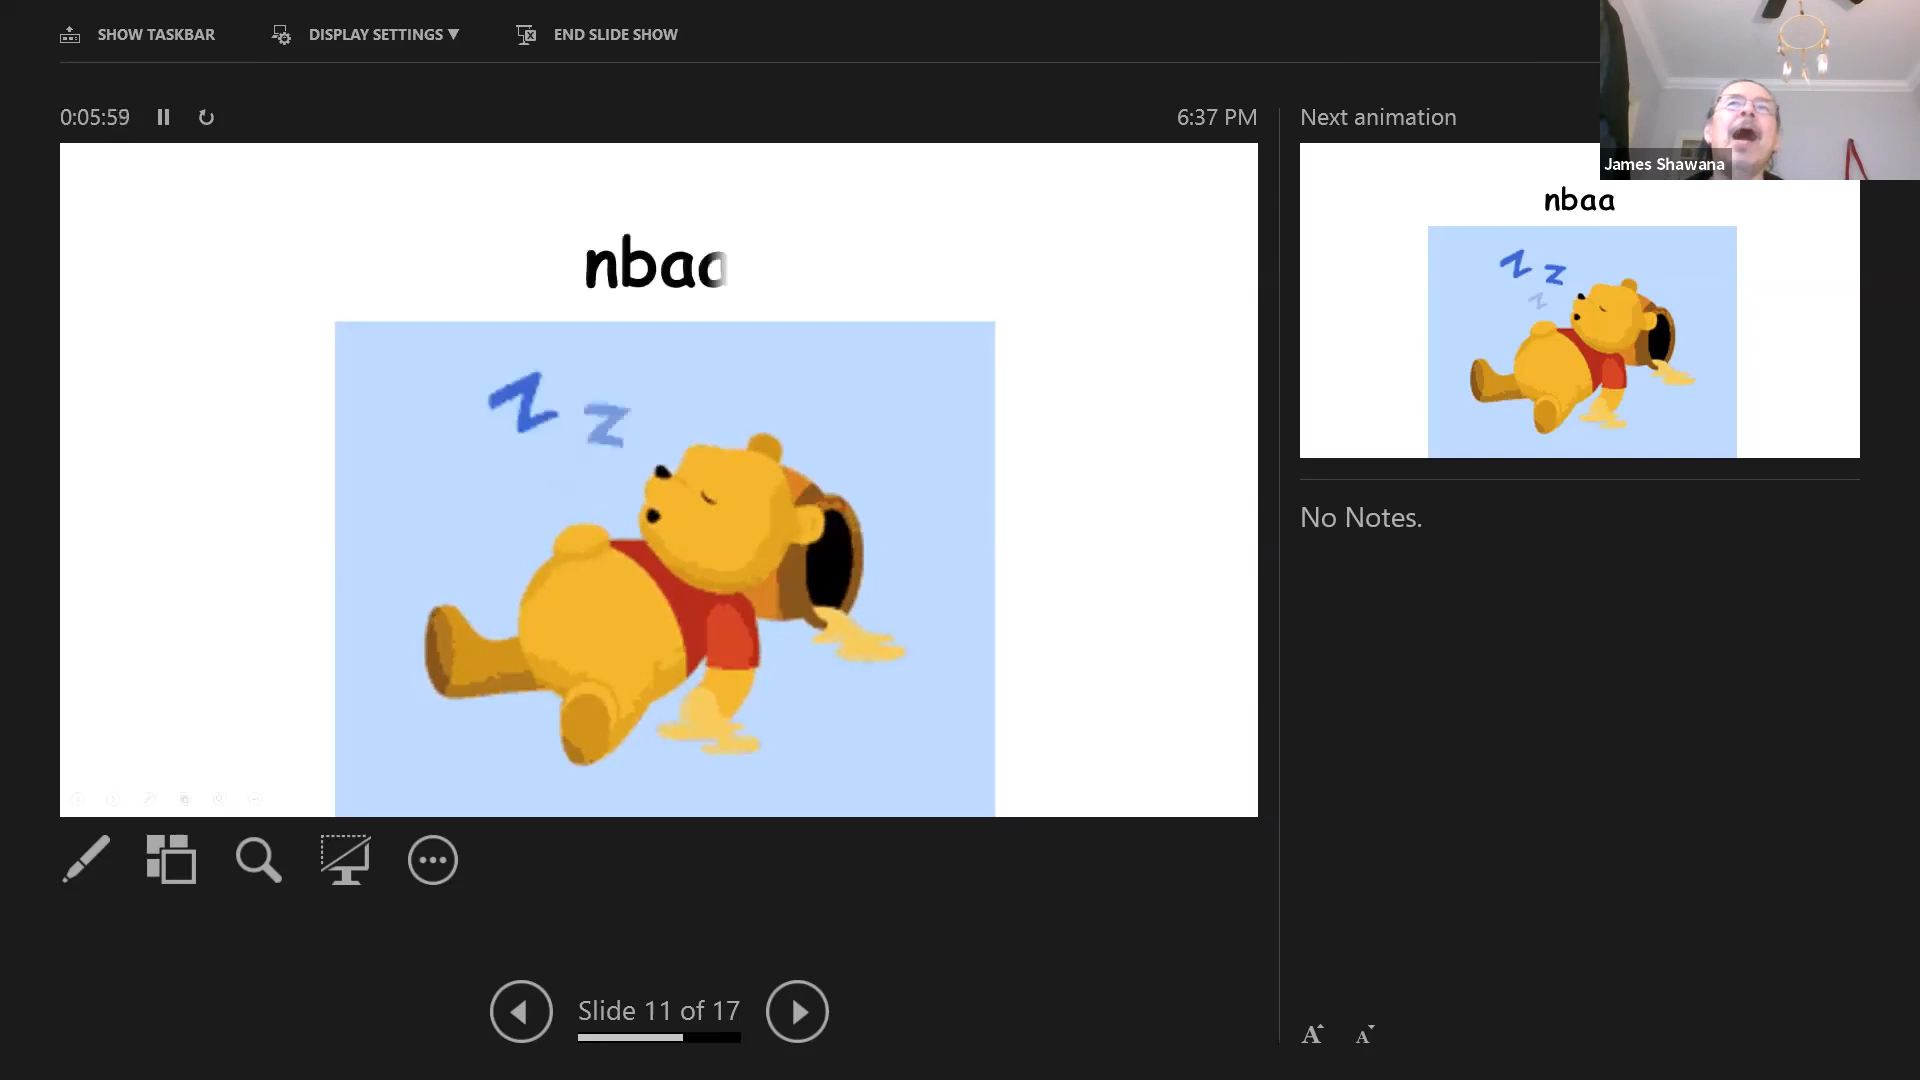 SHOW TASKBAR
DISPLAY SETTINGS ▼
END SLIDE SHOW
0:05:59
6:37 PM
Next animation
James Shawana
nbaa
Z z
nbaa
z z z
No Notes.
Slide 11 of 17
A A